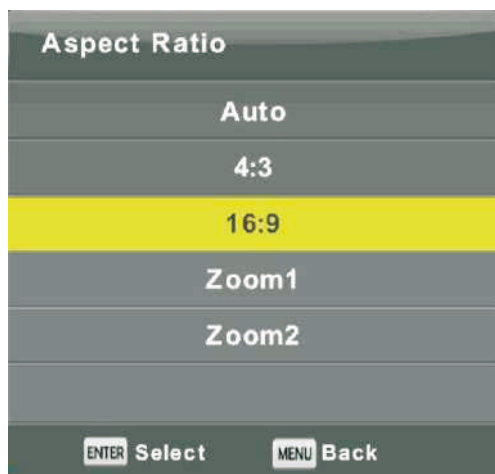 Aspect Ratio
Auto
4:3
16:9
Zoom1
Zoom2
ENTER Select MENU Back